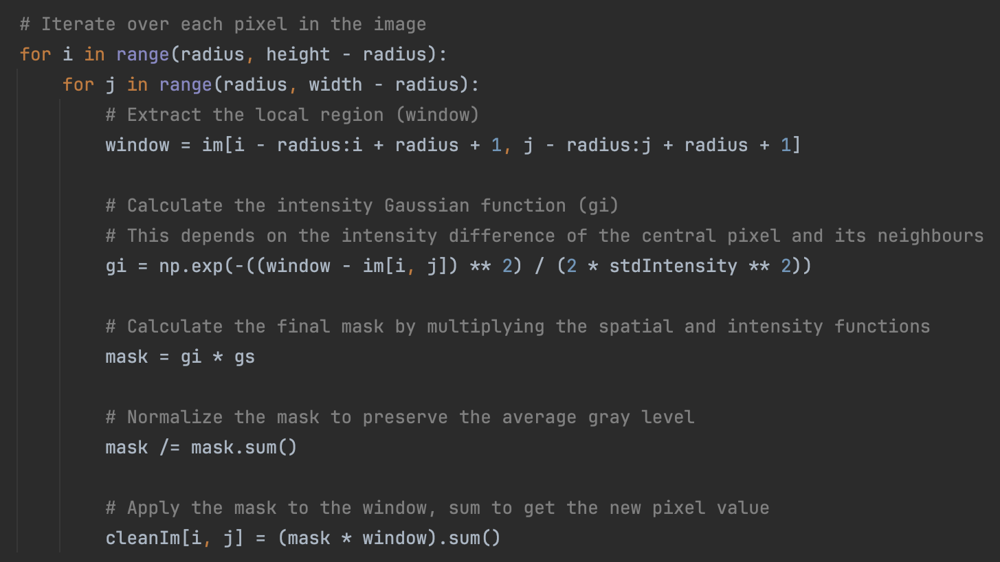 # Iterate over each pixel in the image
for i in range(radius, height - radius):
    for j in range(radius, width - radius):
        # Extract the local region (window)
        window = im[i - radius:i + radius + 1, j - radius:j + radius + 1]

        # Calculate the intensity Gaussian function (gi)
        # This depends on the intensity difference of the central pixel and its neighbours
        gi = np.exp(-((window - im[i, j]) ** 2) / (2 * stdIntensity ** 2))

        # Calculate the final mask by multiplying the spatial and intensity functions
        mask = gi * gs

        # Normalize the mask to preserve the average gray level
        mask /= mask.sum()

        # Apply the mask to the window, sum to get the new pixel value
        cleanIm[i, j] = (mask * window).sum()